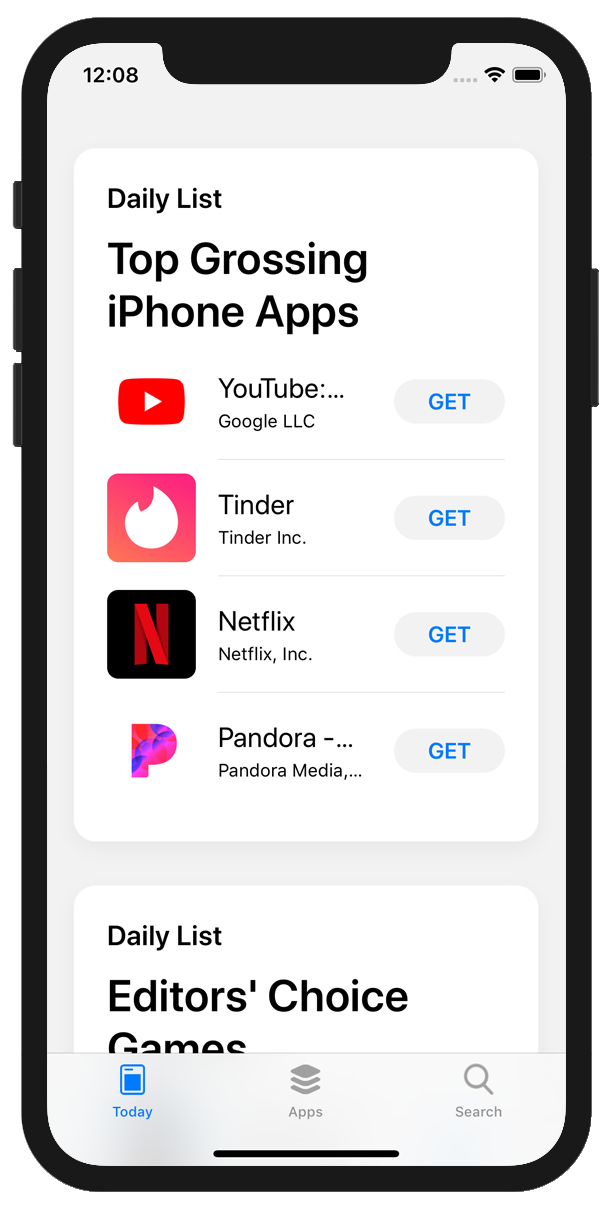 12:08
Daily List
Top Grossing
iPhone Apps
YouTube:...
Google LLC
GET
Tinder
Tinder Inc.
GET
Netflix
Netflix, Inc.
GET
Pandora -...
Pandora Media,...
GET
Daily List
Editors' Choice
Games
Today
Apps
Search